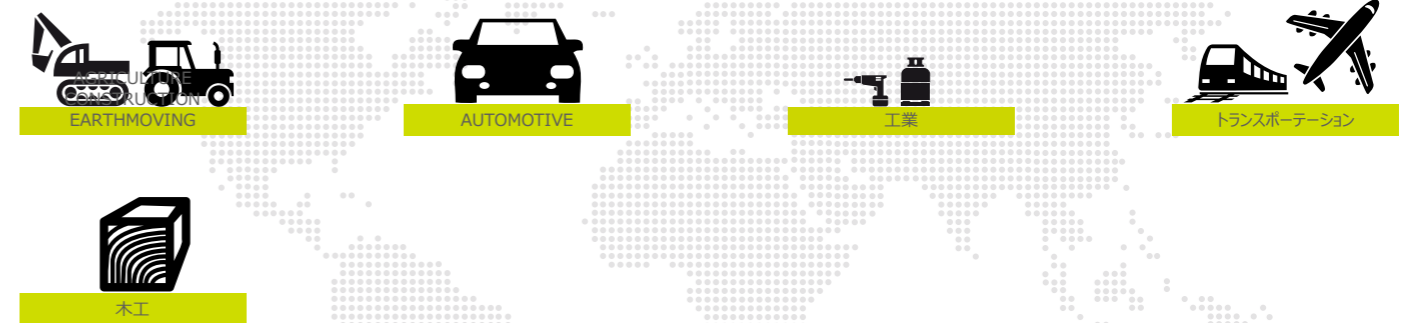 AGRICULTURE
CONSTRUCTION
EARTHMOVING
AUTOMOTIVE
工業
トランスポーテーション
木工